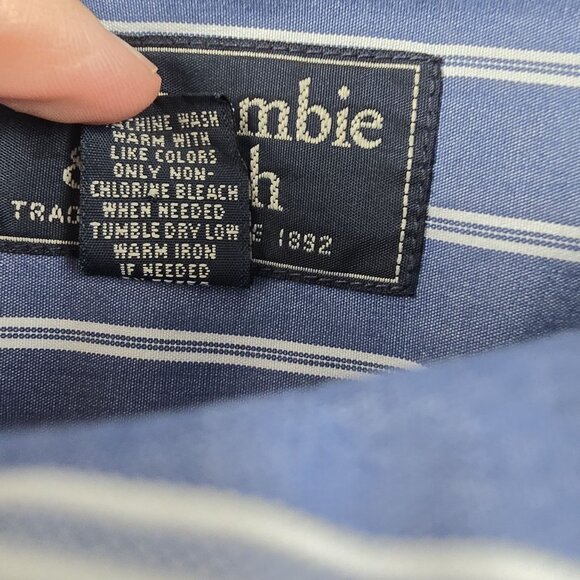 mbie
&
h
TRAD
E 1892
MACHINE WASH
WARM WITH
LIKE COLORS
ONLY NON-
CHLORINE BLEACH
WHEN NEEDED
TUMBLE DRY LOW
WARM IRON
IF NEEDED